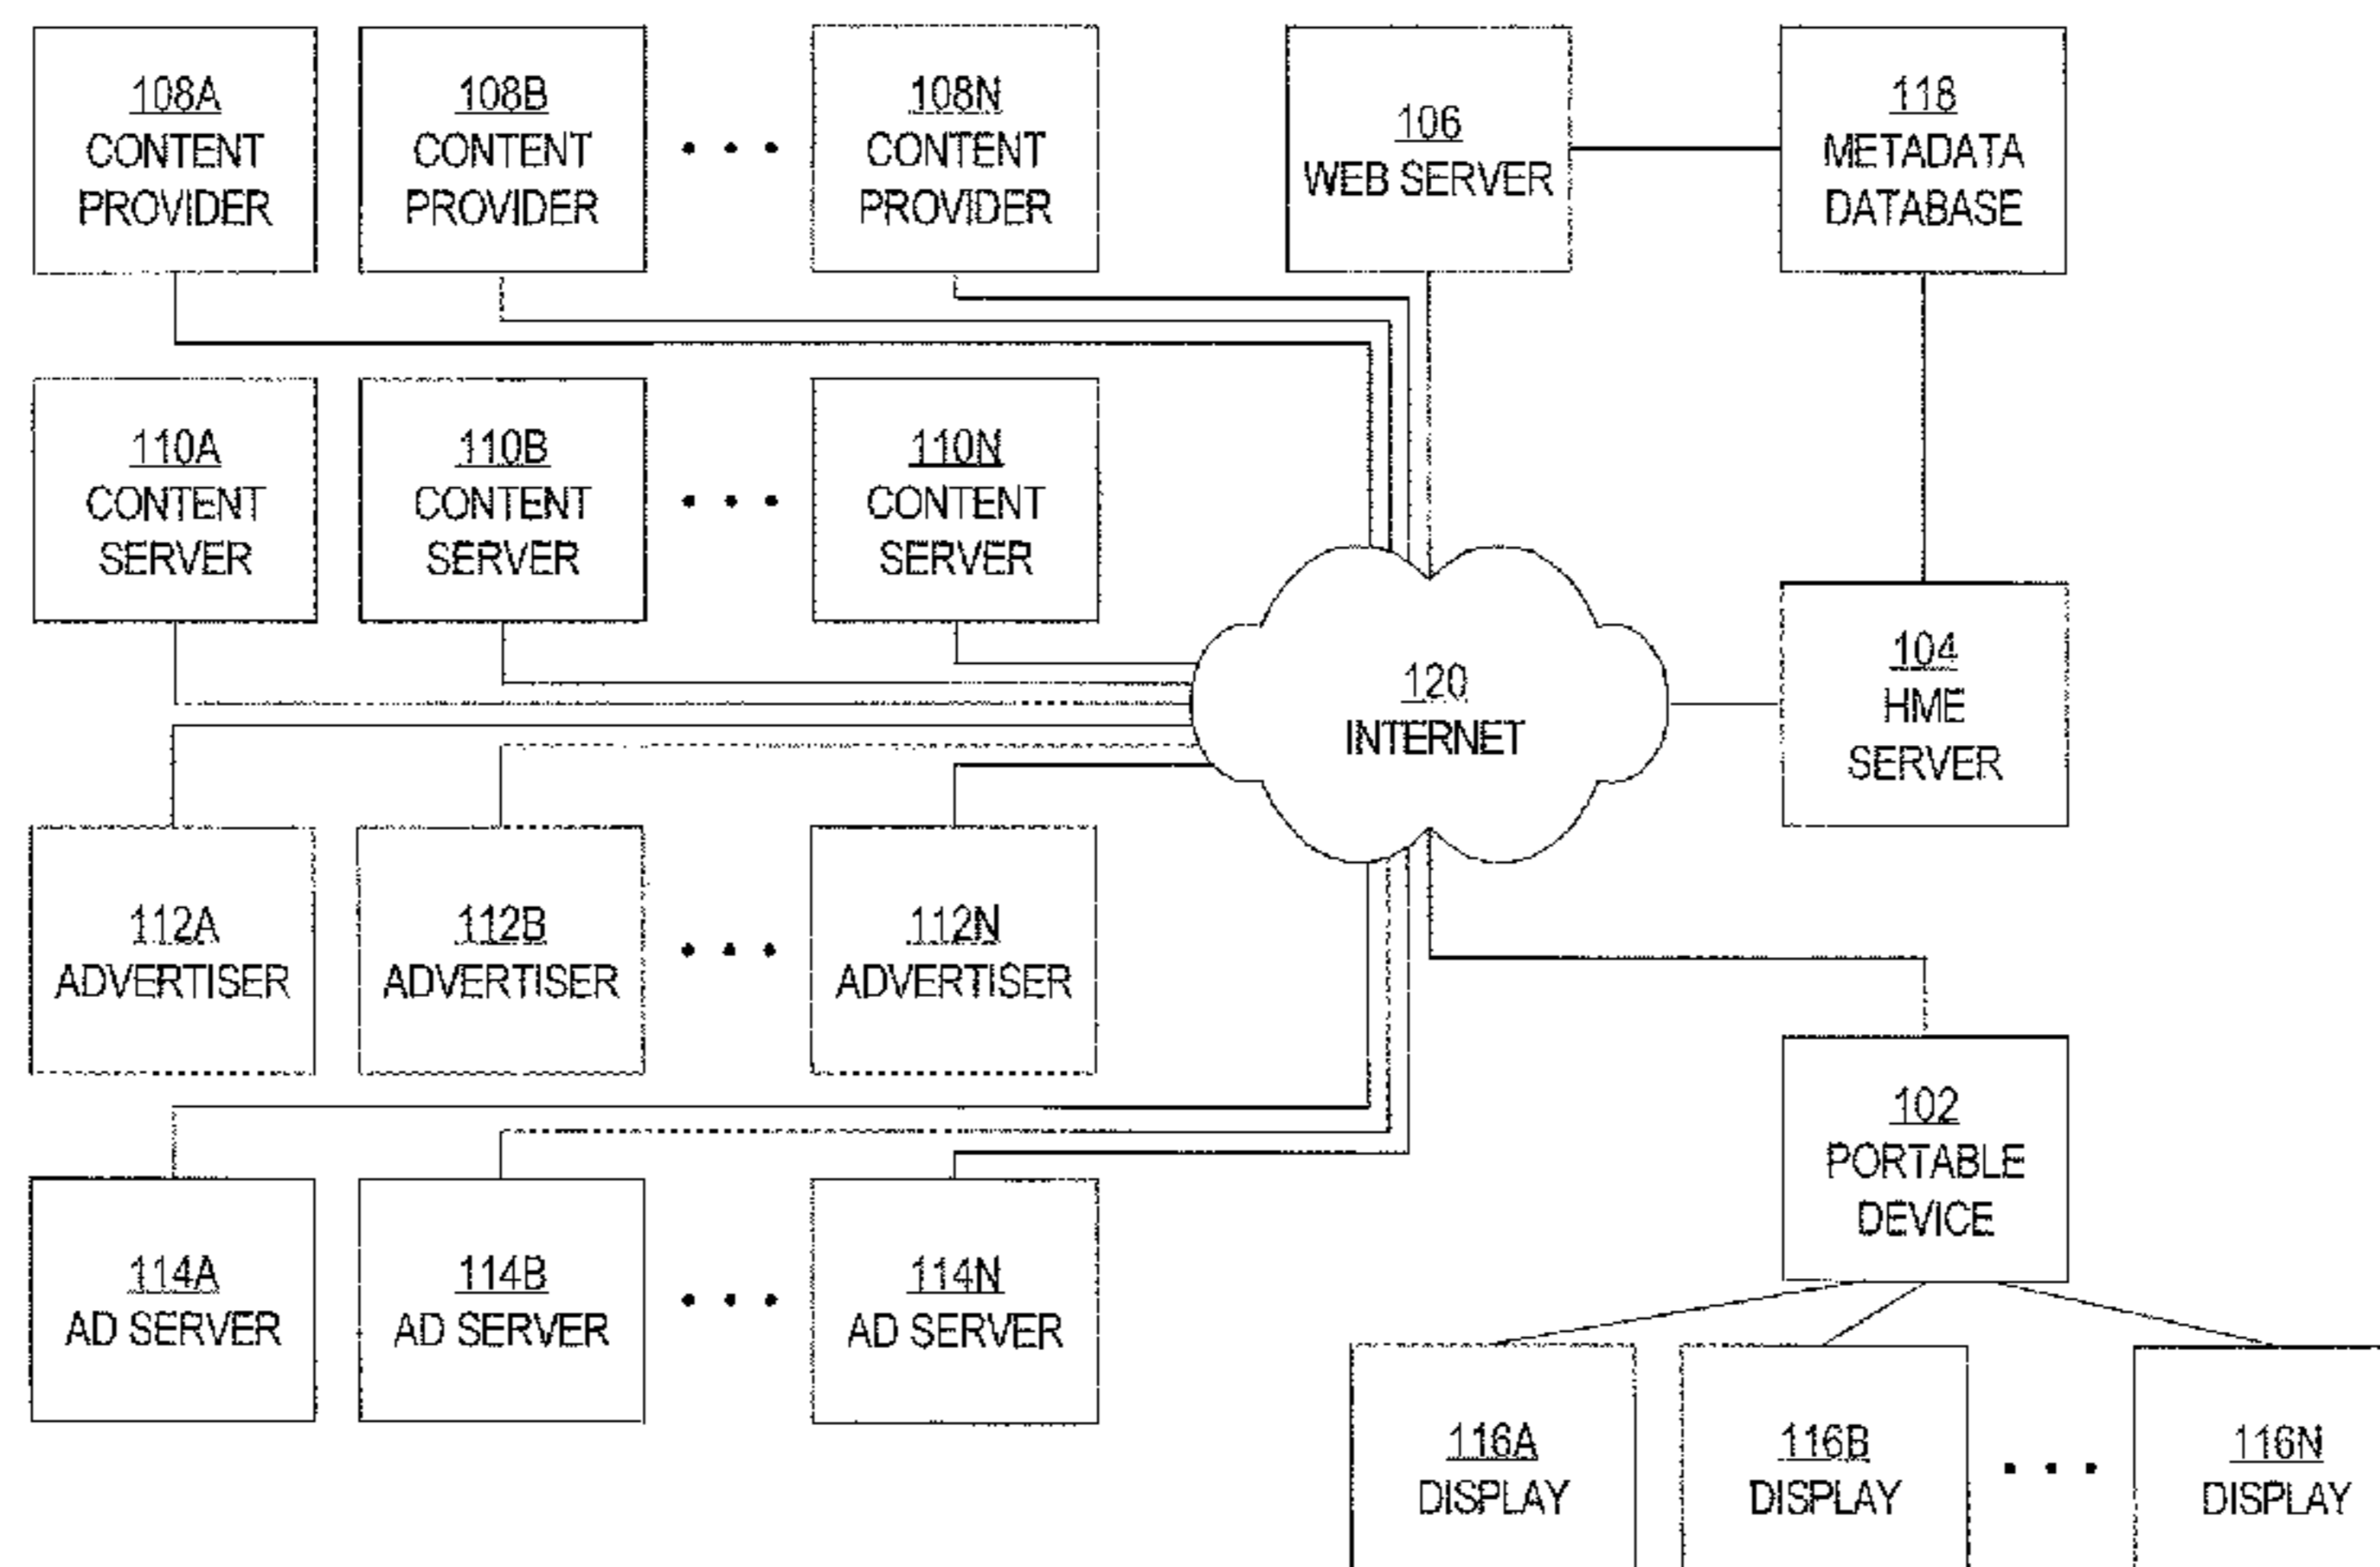 108A
CONTENT
PROVIDER
108B
CONTENT
PROVIDER
108N
CONTENT
PROVIDER
106
WEB SERVER
118
METADATA
DATABASE
110A
CONTENT
SERVER
110B
CONTENT
SERVER
110N
CONTENT
SERVER
120
INTERNET
104
HME
SERVER
112A
ADVERTISER
112B
ADVERTISER
112N
ADVERTISER
102
PORTABLE
DEVICE
114A
AD SERVER
114B
AD SERVER
114N
AD SERVER
116A
DISPLAY
116B
DISPLAY
116N
DISPLAY